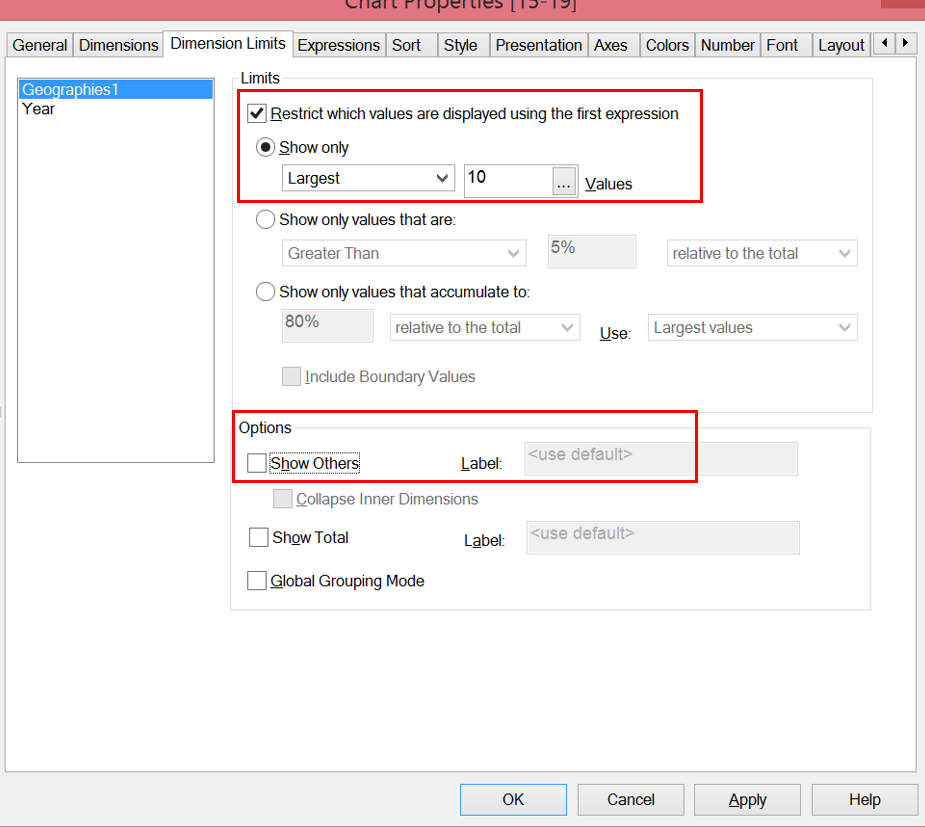 Chart Properties [15-19]
General Dimensions Dimension Limits Expressions Sort Style Presentation Axes Colors Number Font Layout
Geographies1
Year
Limits
Restrict which values are displayed using the first expression
Show only
Largest 10 ... Values
Show only values that are:
Greater Than 5% relative to the total
Show only values that accumulate to:
80% relative to the total Use: Largest values
Include Boundary Values
Options
Show Others Label: <use default>
Collapse Inner Dimensions
Show Total Label: <use default>
Global Grouping Mode
OK Cancel Apply Help